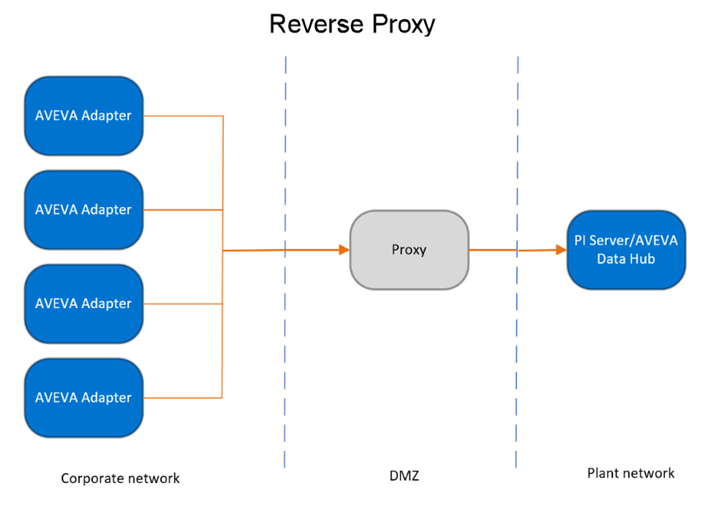 Reverse Proxy
AVEVA Adapter
AVEVA Adapter
AVEVA Adapter
AVEVA Adapter
Proxy
PI Server/AVEVA
Data Hub
Corporate network
DMZ
Plant network